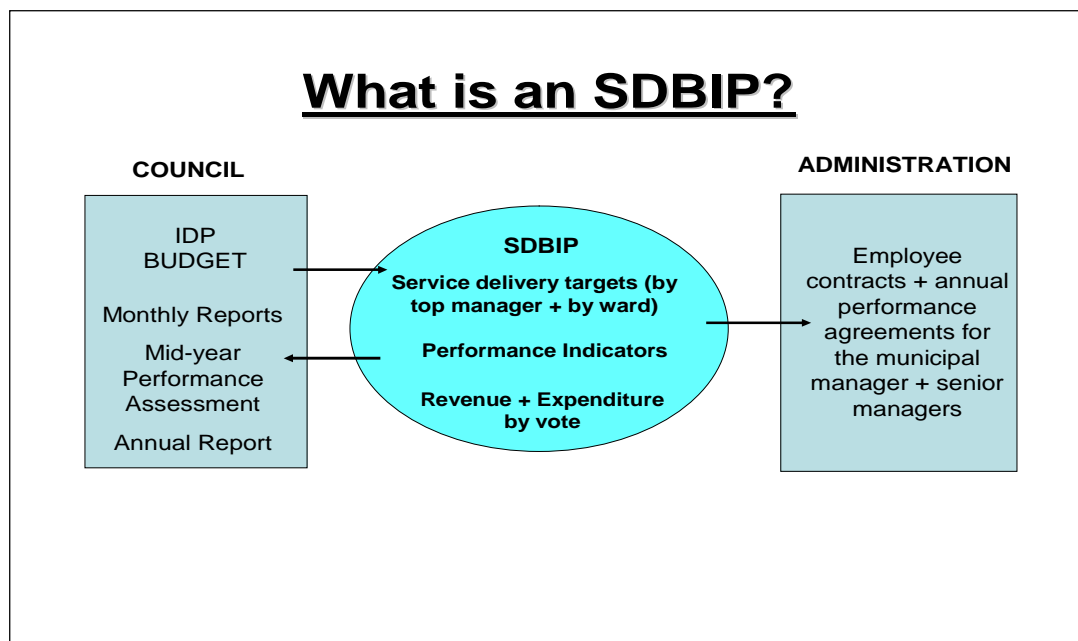 What is an SDBIP?
COUNCIL
IDP
BUDGET
Monthly Reports
Mid-year
Performance
Assessment
Annual Report
SDBIP
Service delivery targets (by
top manager + by ward)
Performance Indicators
Revenue + Expenditure
by vote
ADMINISTRATION
Employee
contracts + annual
performance
agreements for
the municipal
manager + senior
managers